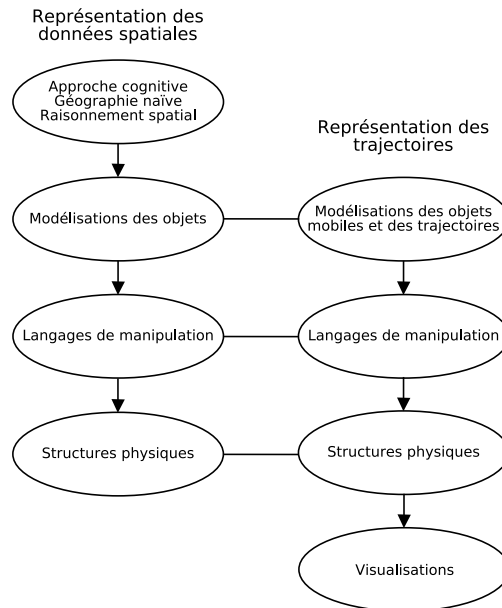 Représentation des
données spatiales
Approche cognitive
Géographie naïve
Raisonnement spatial
Modélisations des objets
Langages de manipulation
Structures physiques
Représentation des
trajectoires
Modélisations des objets
mobiles et des trajectoires
Langages de manipulation
Structures physiques
Visualisations